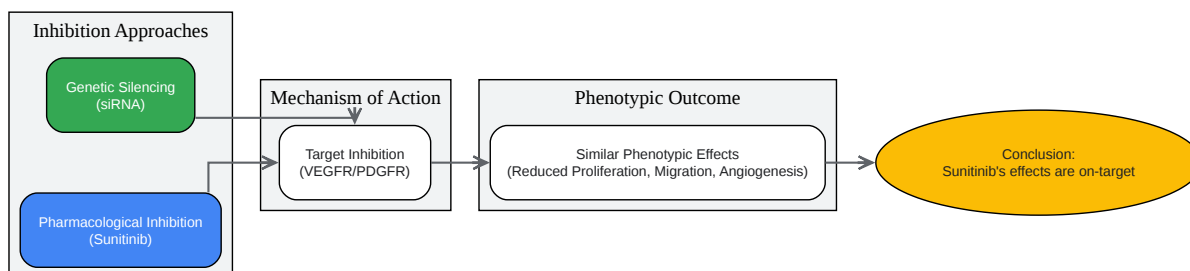 Inhibition Approaches
Genetic Silencing
(siRNA)
Pharmacological Inhibition
(Sunitinib)
Mechanism of Action
Target Inhibition
(VEGFR/PDGFR)
Phenotypic Outcome
Similar Phenotypic Effects
(Reduced Proliferation, Migration, Angiogenesis)
Conclusion:
Sunitinib's effects are on-target